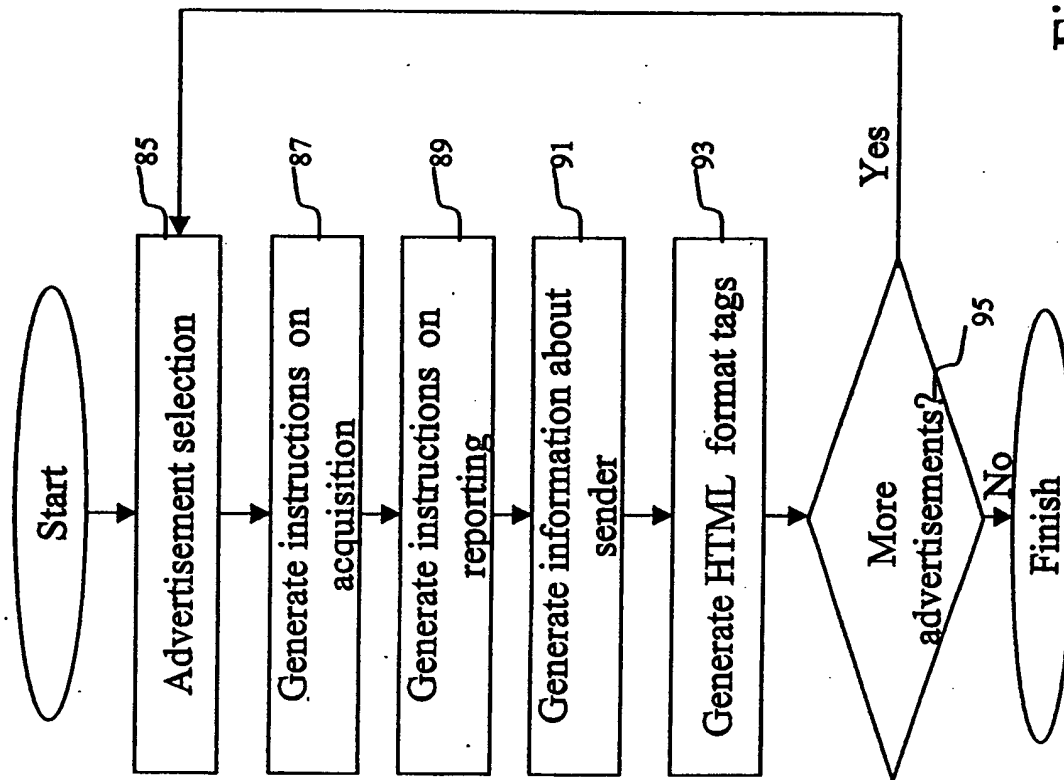 Start
Advertisement selection
85
Generate instructions on
acquisition
87
Generate instructions on
reporting
89
Generate information about
sender
91
Generate HTML format tags
93
More
advertisements?
95
Yes
No
Finish